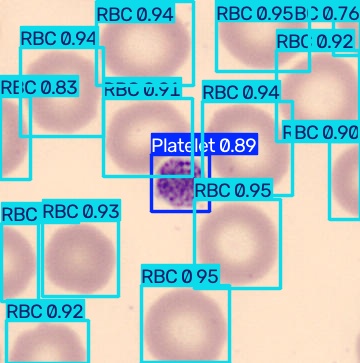 RBC 0.94
RBC 0.95
RBC 0.76
RBC 0.94
RBC 0.92
RBC 0.83
RBC 0.91
RBC 0.94
RBC 0.90
Platelet 0.89
RBC 0.95
RBC
RBC 0.93
RBC 0.95
RBC 0.92